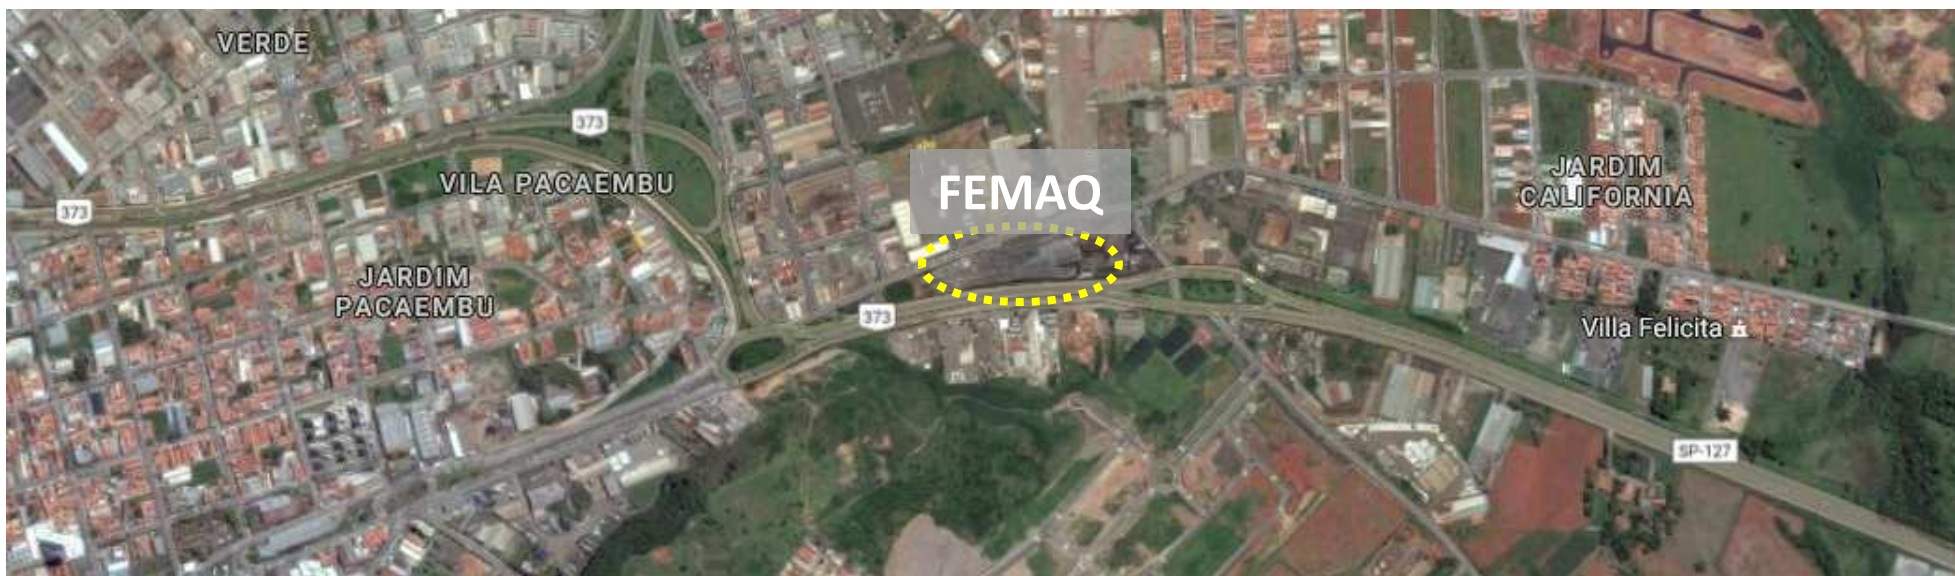 VERDE
373
VILA PACAEMBU
373
FEMAQ
JARDIM
CALIFORNIA
JARDIM
PACAEMBU
373
Villa Felicita
SP-127